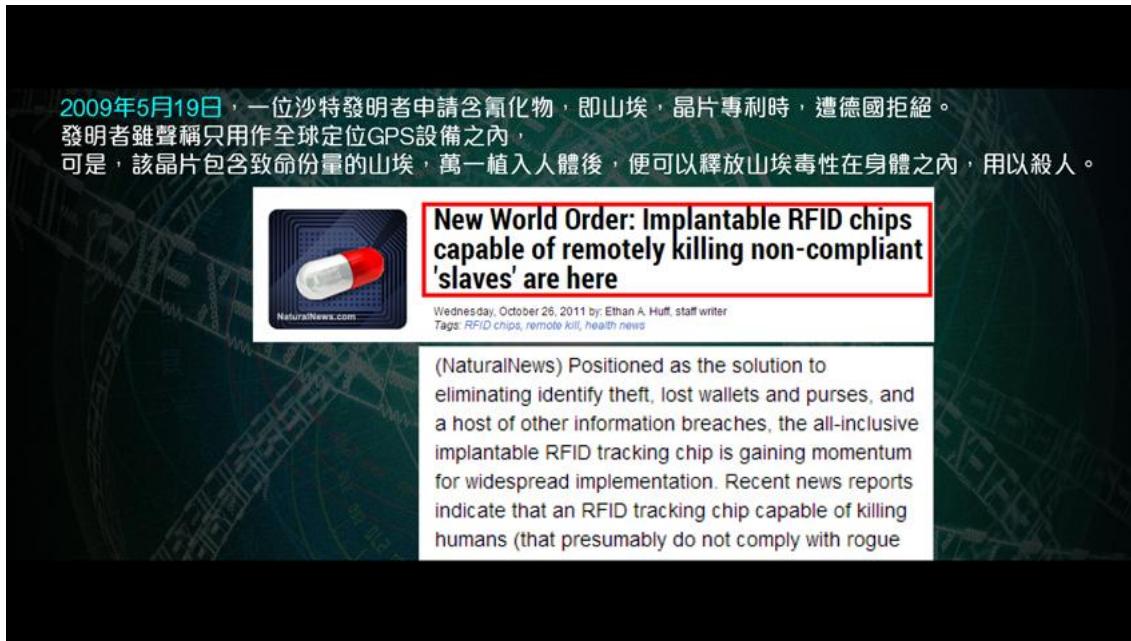 2009年5月19日，一位沙特發明者申請含氰化物，即山埃，晶片專利時，遭德國拒絕。
發明者雖聲稱只用作全球定位GPS設備之內，
可是，該晶片包含致命份量的山埃，萬一植入人體後，便可以釋放山埃毒性在身體之內，用以殺人。
New World Order: Implantable RFID chips
capable of remotely killing non-compliant
'slaves' are here
NaturalNews.com
Wednesday, October 26, 2011 by: Ethan A. Huff, staff writer
Tags: RFID chips, remote kill, health news
(NaturalNews) Positioned as the solution to
eliminating identify theft, lost wallets and purses, and
a host of other information breaches, the all-inclusive
implantable RFID tracking chip is gaining momentum
for widespread implementation. Recent news reports
indicate that an RFID tracking chip capable of killing
humans (that presumably do not comply with rogue